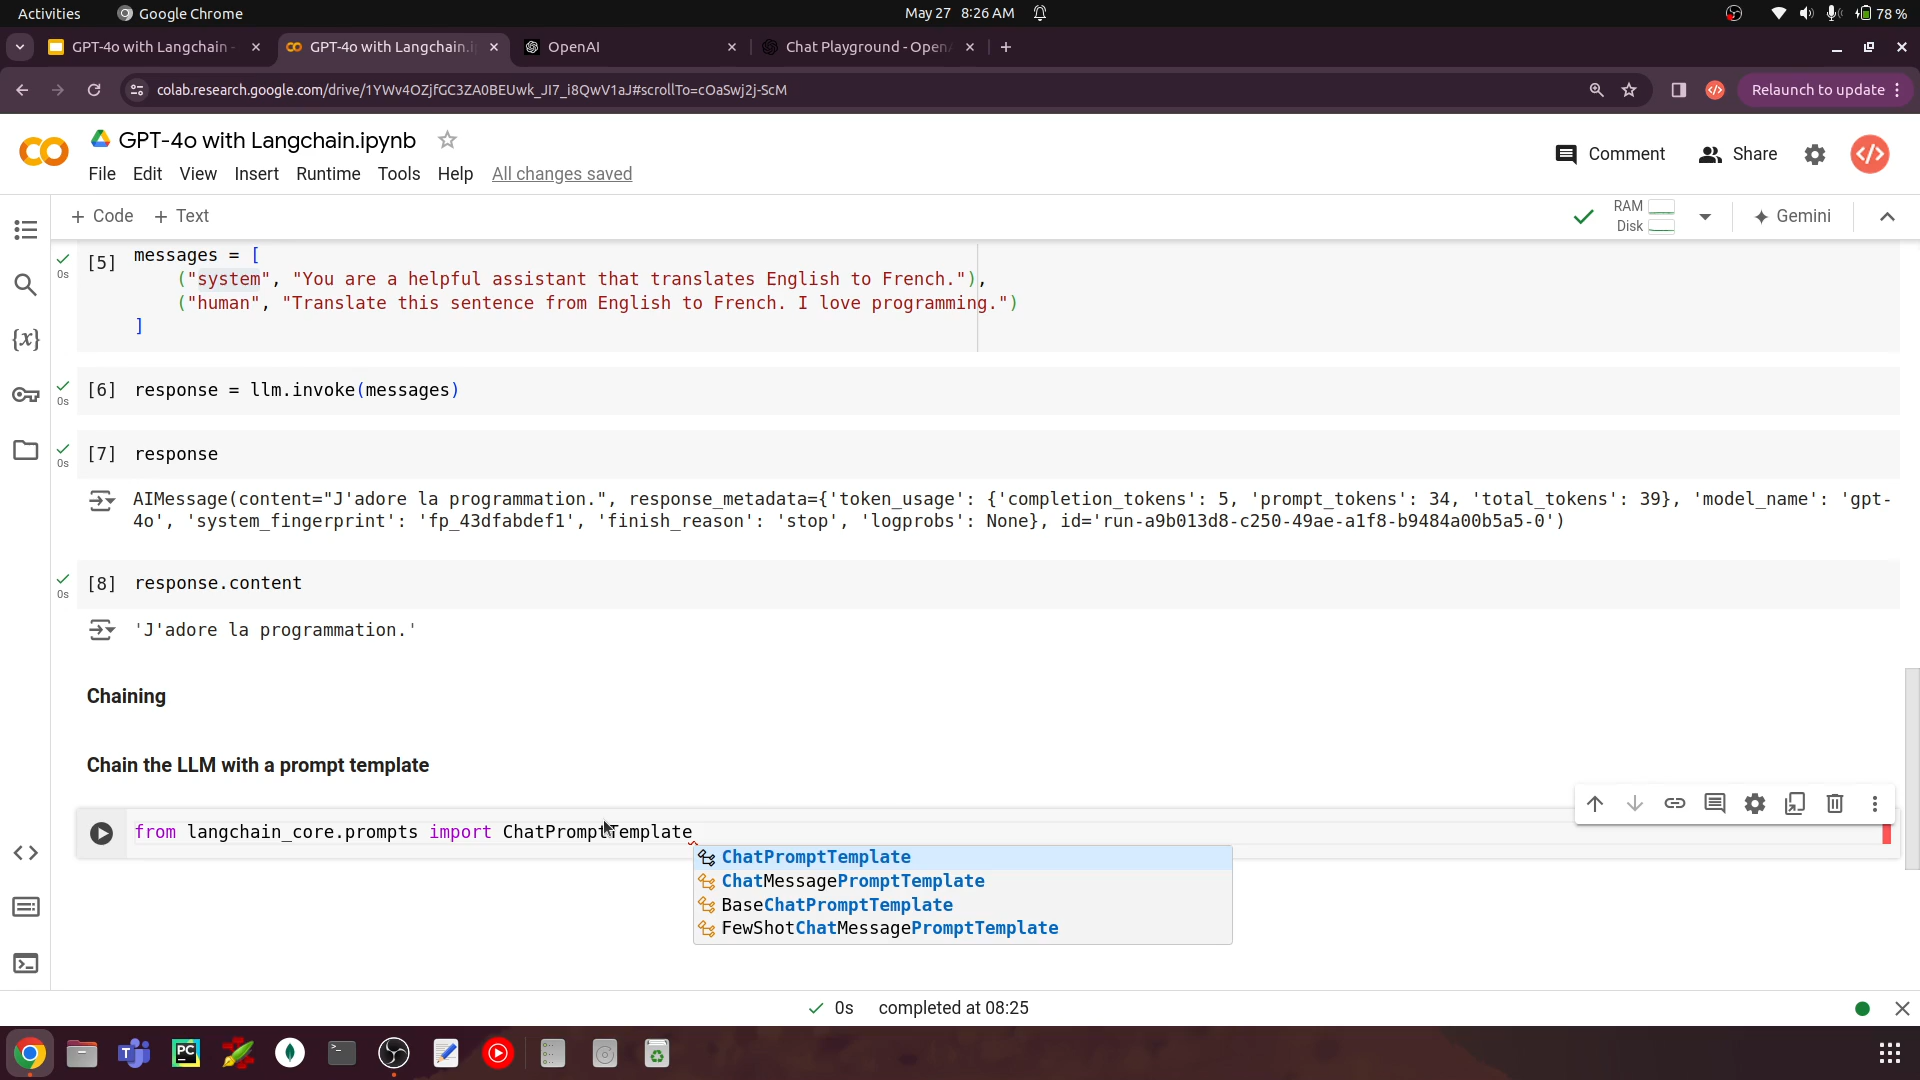 Activities Google Chrome May 27 8:26 AM 78 %
GPT-4o with Langchain - GPT-4o with Langchain.i OpenAI Chat Playground - Open
colab.research.google.com/drive/1YWv4OZjfGC3ZA0BEUwk_JI7_i8QwV1aJ#scrollTo=cOaSwj2j-ScM Relaunch to update
GPT-4o with Langchain.ipynb
Comment Share
File Edit View Insert Runtime Tools Help All changes saved
+ Code + Text RAM Disk Gemini
[5] messages = [
("system", "You are a helpful assistant that translates English to French."),
("human", "Translate this sentence from English to French. I love programming.")
]
0s
[6] response = llm.invoke(messages)
0s
[7] response
0s
AIMessage(content="J'adore la programmation.", response_metadata={'token_usage': {'completion_tokens': 5, 'prompt_tokens': 34, 'total_tokens': 39}, 'model_name': 'gpt-
4o', 'system_fingerprint': 'fp_43dfabdef1', 'finish_reason': 'stop', 'logprobs': None}, id='run-a9b013d8-c250-49ae-a1f8-b9484a00b5a5-0')
[8] response.content
0s
'J'adore la programmation.'
Chaining
Chain the LLM with a prompt template
from langchain_core.prompts import ChatPromptTemplate
ChatPromptTemplate
ChatMessagePromptTemplate
BaseChatPromptTemplate
FewShotChatMessagePromptTemplate
0s completed at 08:25